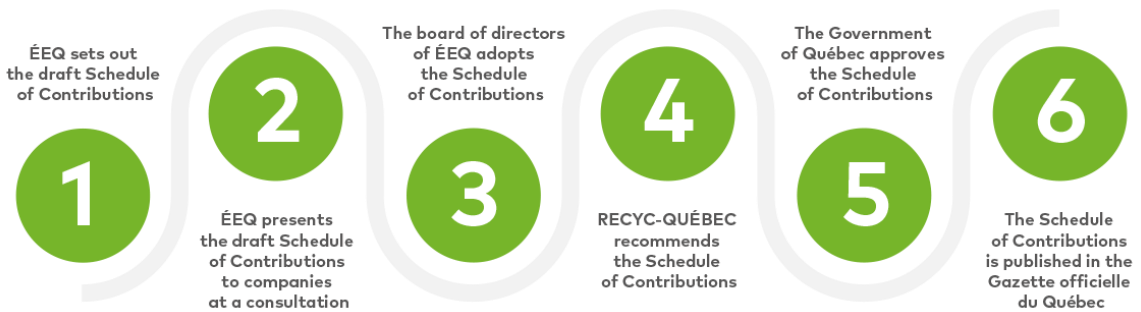 ÉEQ sets out
the draft Schedule
of Contributions
1
2
ÉEQ presents
the draft Schedule
of Contributions
to companies
at a consultation
The board of directors
of ÉEQ adopts
the Schedule
of Contributions
3
4
RECYC-QUÉBEC
recommends
the Schedule
of Contributions
The Government
of Québec approves
the Schedule
of Contributions
5
6
The Schedule
of Contributions
is published in the
Gazette officielle
du Québec